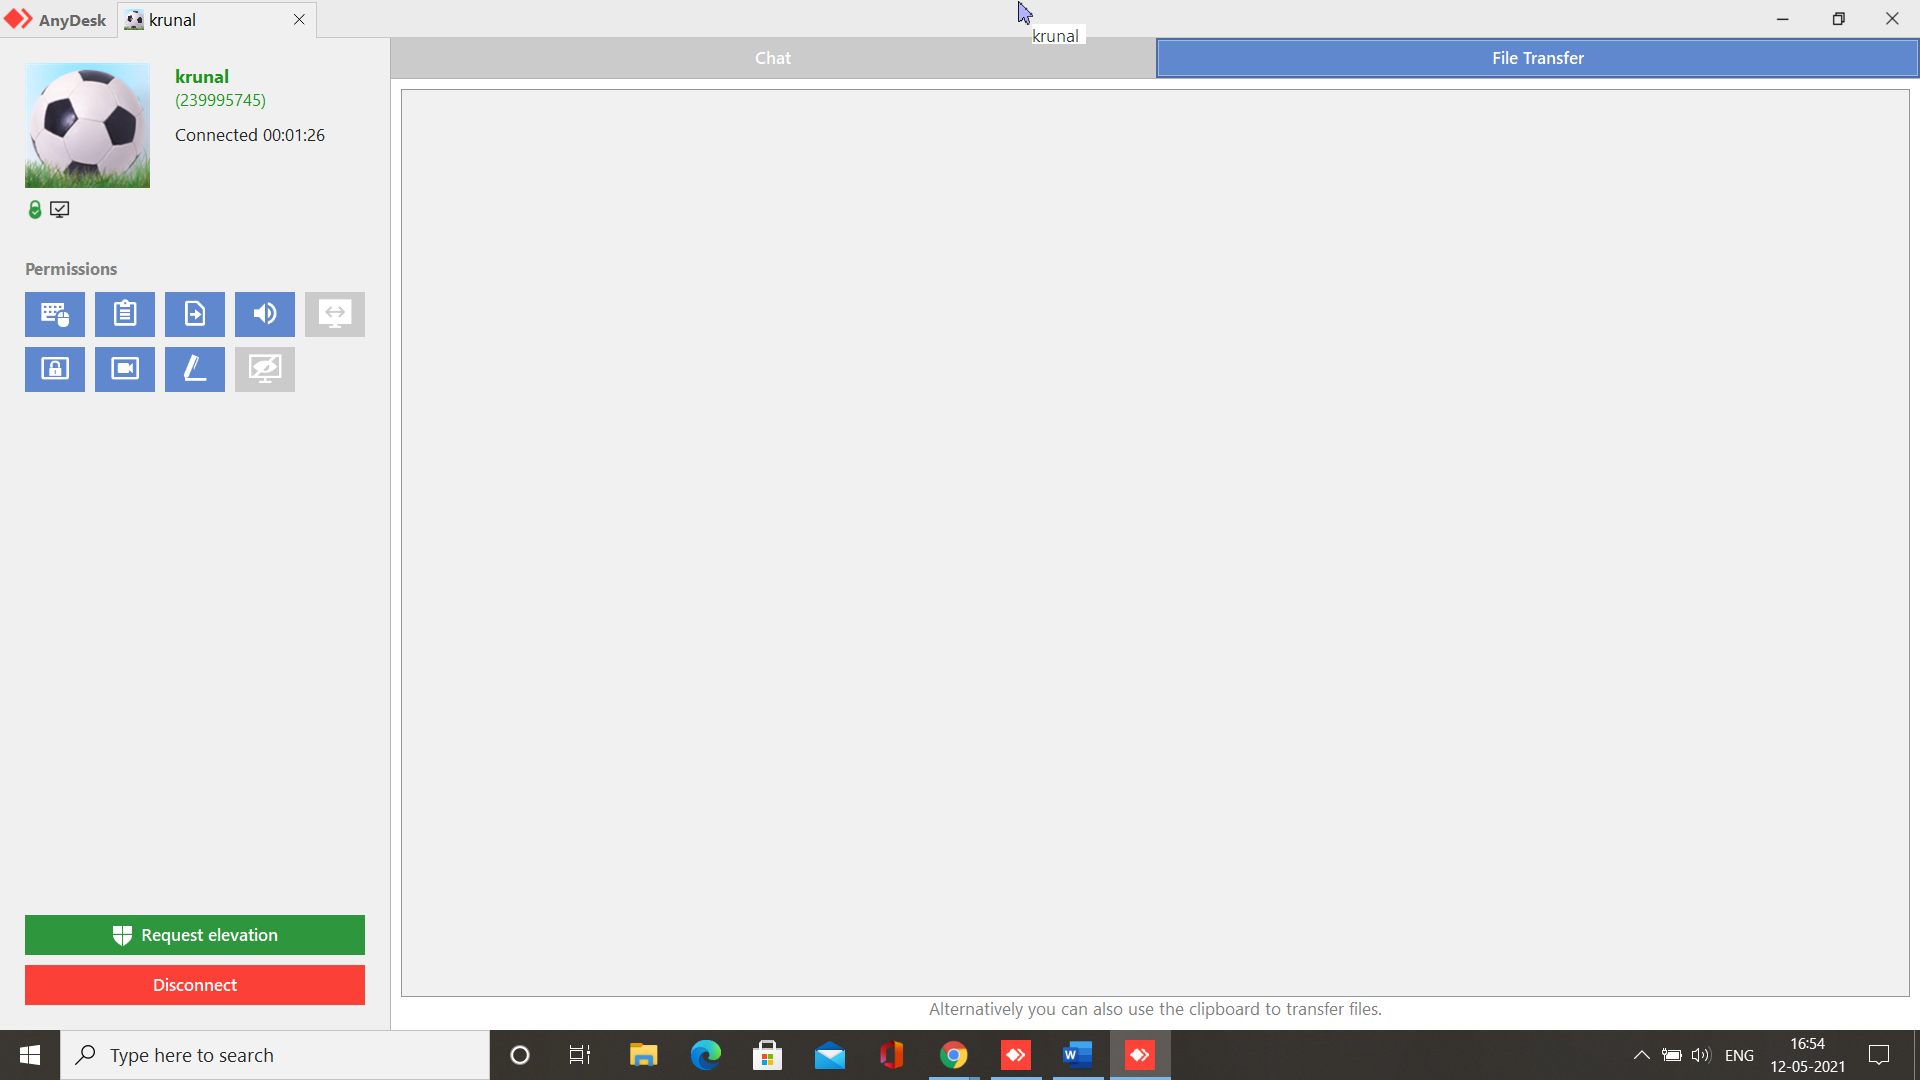 AnyDesk
krunal
krunal
Chat
File Transfer
krunal
(239995745)
Connected 00:01:26
Permissions
Request elevation
Disconnect
Alternatively you can also use the clipboard to transfer files.
Type here to search
ENG
16:54
12-05-2021